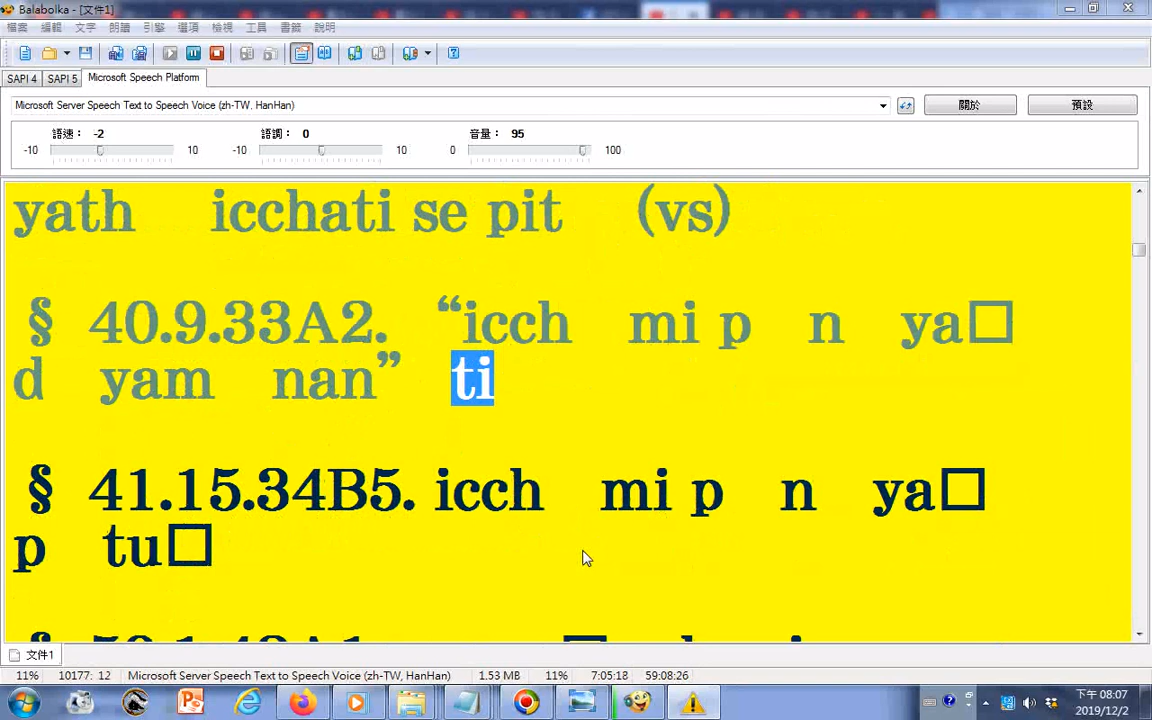 Balabolka - [文件1]
檔案 編輯 文字 朗讀 引擎 選項 檢視 工具 書籤 說明
SAPI 4 SAPI 5 Microsoft Speech Platform
Microsoft Server Speech Text to Speech Voice (zh-TW, HanHan) 關於 預設
語速： -2 語調： 0 音量： 95
-10 10 -10 10 0 100
yath icchati se pit (vs)
§ 40.9.33A2. “icch mi p n ya□
d yam nan” ti
§ 41.15.34B5. icch mi p n ya□
p tu□
文件1
11% 10177: 12 Microsoft Server Speech Text to Speech Voice (zh-TW, HanHan) 1.53 MB 11% 7:05:18 59:08:26
下午 08:07
2019/12/2